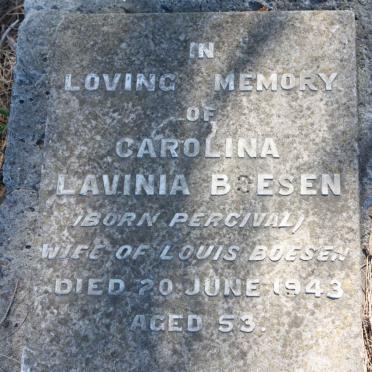 IN
LOVING MEMORY
OF
CAROLINA
LAVINIA BOESEN
(BORN PERCIVAL)
WIFE OF LOUIS BOESEN
DIED 20 JUNE 1943
AGED 53.